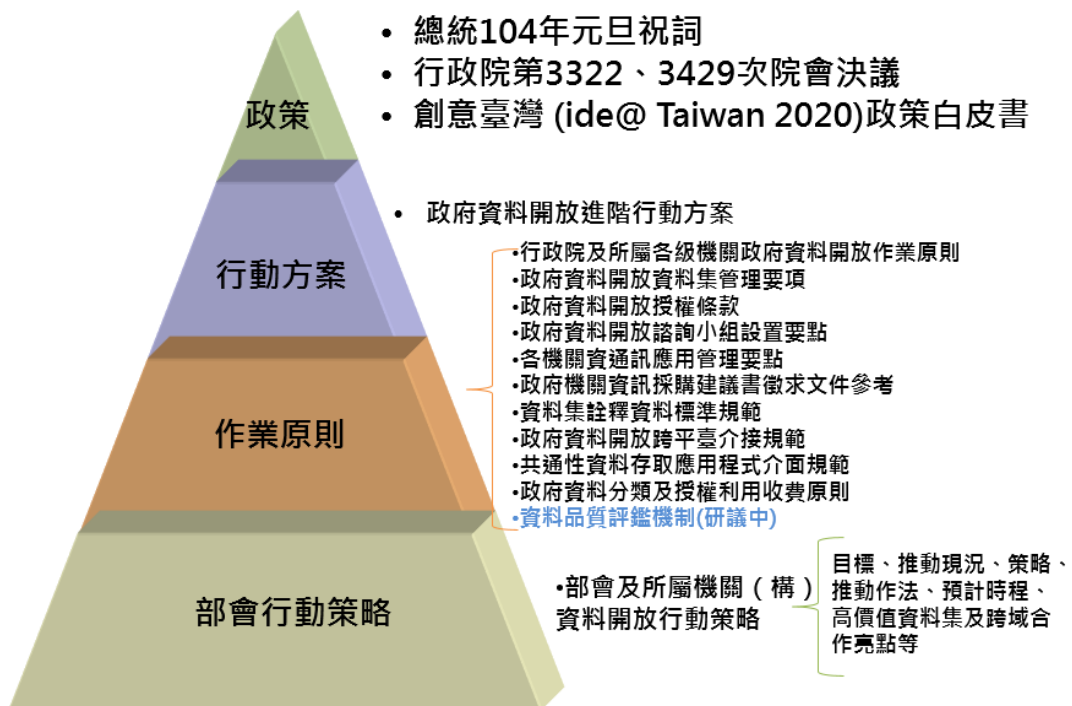 • 總統104年元旦祝詞
• 行政院第3322、3429次院會決議
• 創意臺灣 (ide@ Taiwan 2020)政策白皮書
政策
• 政府資料開放進階行動方案
行動方案
•行政院及所屬各級機關政府資料開放作業原則
•政府資料開放資料集管理要項
•政府資料開放授權條款
•政府資料開放諮詢小組設置要點
•各機關資通訊應用管理要點
•政府機關資訊採購建議書徵求文件參考
•資料集詮釋資料標準規範
•政府資料開放跨平臺介接規範
•共通性資料存取應用程式介面規範
•政府資料分類及授權利用收費原則
•資料品質評鑑機制(研議中)
作業原則
部會行動策略
•部會及所屬機關（構）
資料開放行動策略
目標、推動現況、策略、
推動作法、預計時程、
高價值資料集及跨域合
作亮點等